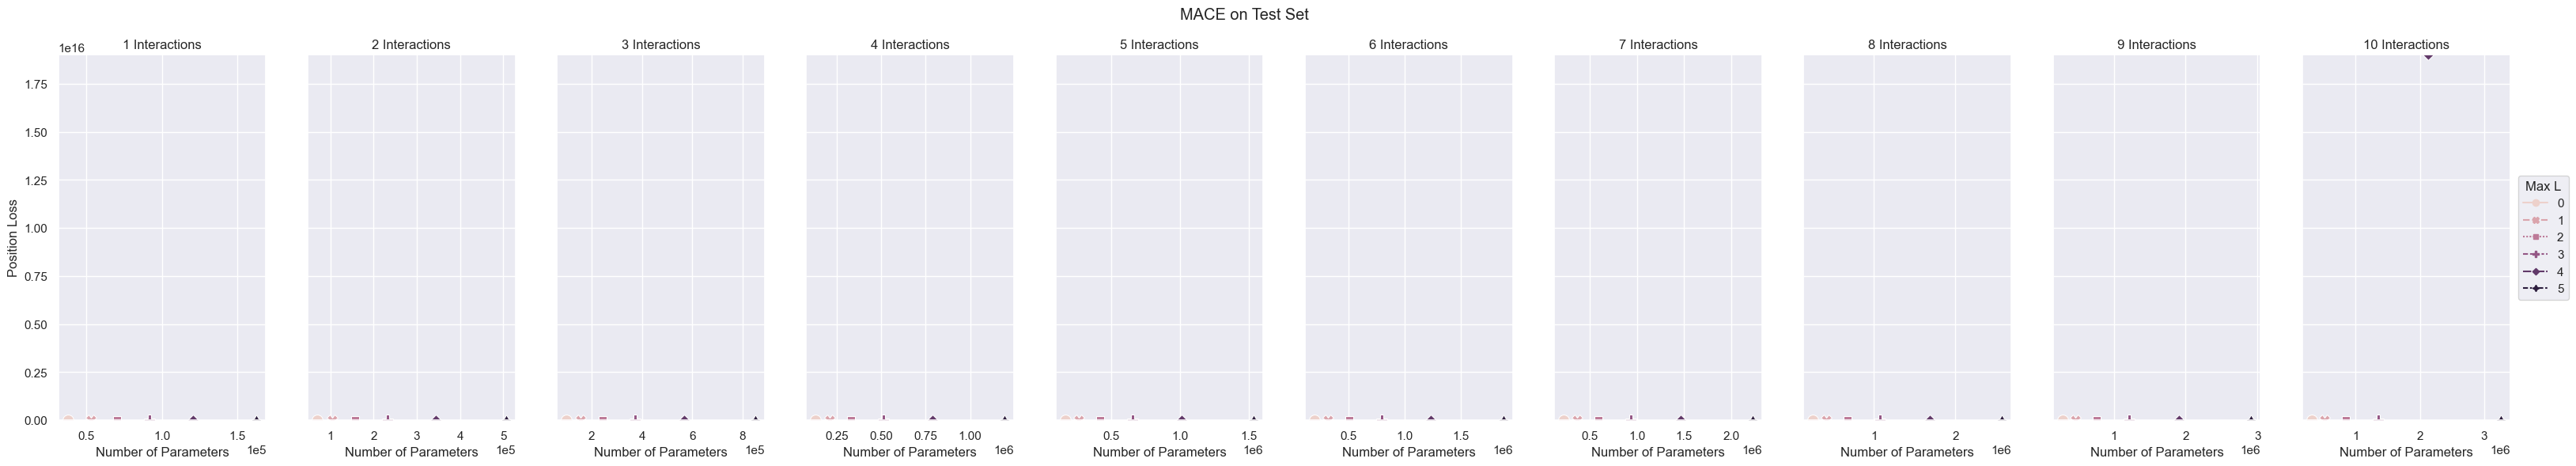 MACE on Test Set
1 Interactions
2 Interactions
3 Interactions
4 Interactions
5 Interactions
6 Interactions
7 Interactions
8 Interactions
9 Interactions
10 Interactions
1e16
1.75
1.50
1.25
1.00
0.75
0.50
0.25
0.00
Position Loss
0.5 1.0 1.5
1e5
Number of Parameters
1 2 3 4 5
1e5
Number of Parameters
2 4 6 8
1e5
Number of Parameters
0.25 0.50 0.75 1.00
1e6
Number of Parameters
0.5 1.0 1.5
1e6
Number of Parameters
0.5 1.0 1.5
1e6
Number of Parameters
0.5 1.0 1.5 2.0
1e6
Number of Parameters
1 2
1e6
Number of Parameters
1 2 3
1e6
Number of Parameters
1 2 3
1e6
Number of Parameters
Max L
0
1
2
3
4
5